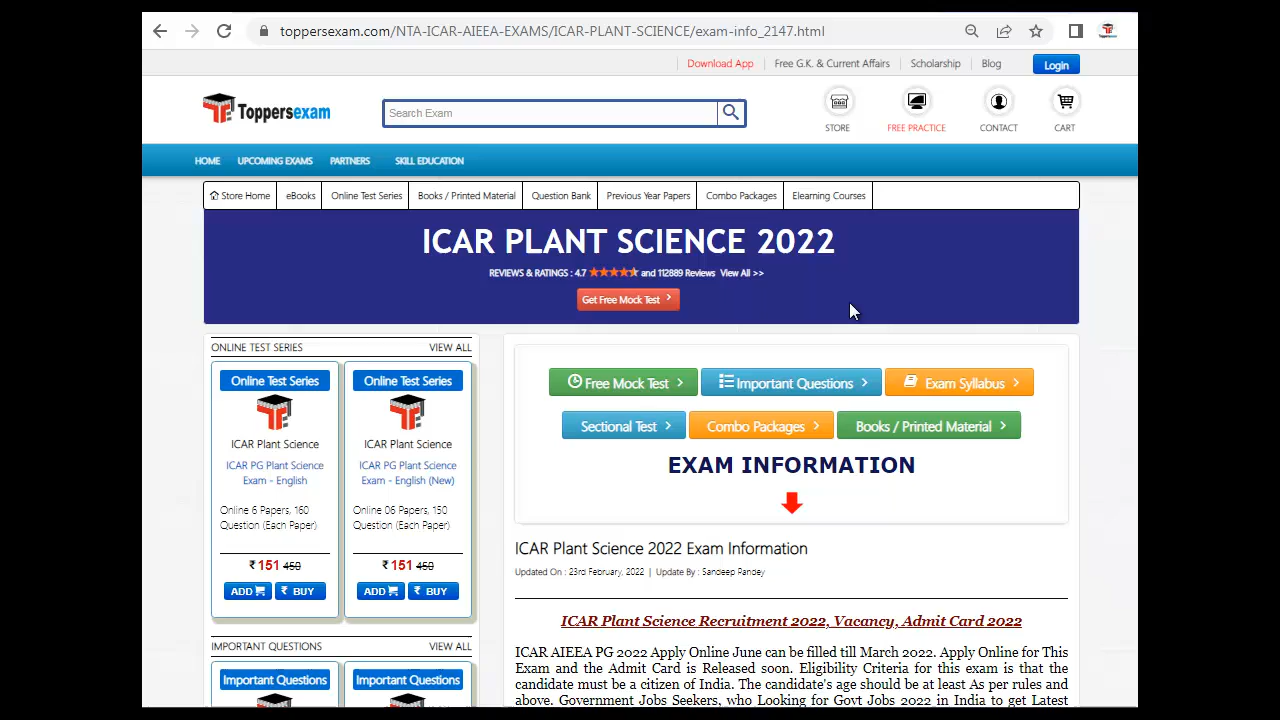 toppersexam.com/NTA-ICAR-AIEEA-EXAMS/ICAR-PLANT-SCIENCE/exam-info_2147.html
Download App Free G.K. & Current Affairs Scholarship Blog Login
Toppersexam
Search Exam
STORE FREE PRACTICE CONTACT CART
HOME UPCOMING EXAMS PARTNERS SKILL EDUCATION
Store Home eBooks Online Test Series Books / Printed Material Question Bank Previous Year Papers Combo Packages Elearning Courses
ICAR PLANT SCIENCE 2022
REVIEWS & RATINGS : 4.7 and 112889 Reviews View All >>
Get Free Mock Test >
ONLINE TEST SERIES VIEW ALL
Online Test Series
ICAR Plant Science
ICAR PG Plant Science
Exam - English
Online 6 Papers, 160
Question (Each Paper)
₹ 151 450
ADD ₹ BUY
Online Test Series
ICAR Plant Science
ICAR PG Plant Science
Exam - English (New)
Online 06 Papers, 150
Question (Each Paper)
₹ 151 450
ADD ₹ BUY
IMPORTANT QUESTIONS VIEW ALL
Important Questions Important Questions
Free Mock Test > Important Questions > Exam Syllabus >
Sectional Test > Combo Packages > Books / Printed Material >
EXAM INFORMATION
ICAR Plant Science 2022 Exam Information
Updated On : 23rd February, 2022 | Update By : Sandeep Pandey
ICAR Plant Science Recruitment 2022, Vacancy, Admit Card 2022
ICAR AIEEA PG 2022 Apply Online June can be filled till March 2022. Apply Online for This
Exam and the Admit Card is Released soon. Eligibility Criteria for this exam is that the
candidate must be a citizen of India. The candidate's age should be at least As per rules and
above. Government Jobs Seekers, who Looking for Govt Jobs 2022 in India to get Latest